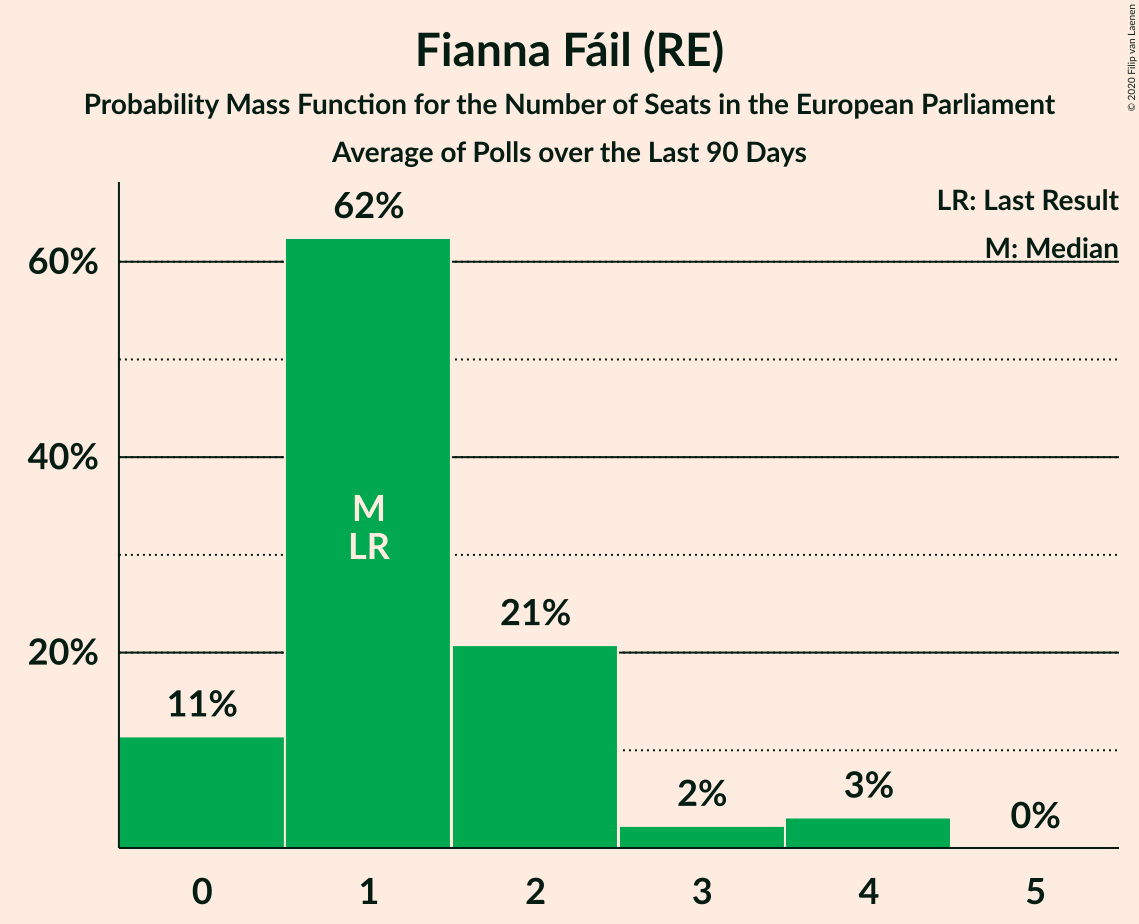 Fianna Fáil (RE)
Probability Mass Function for the Number of Seats in the European Parliament
Average of Polls over the Last 90 Days
© 2020 Filip van Laenen
LR: Last Result
M: Median
62%
60%
40%
M
LR
21%
20%
11%
2%
3%
0%
0 1 2 3 4 5